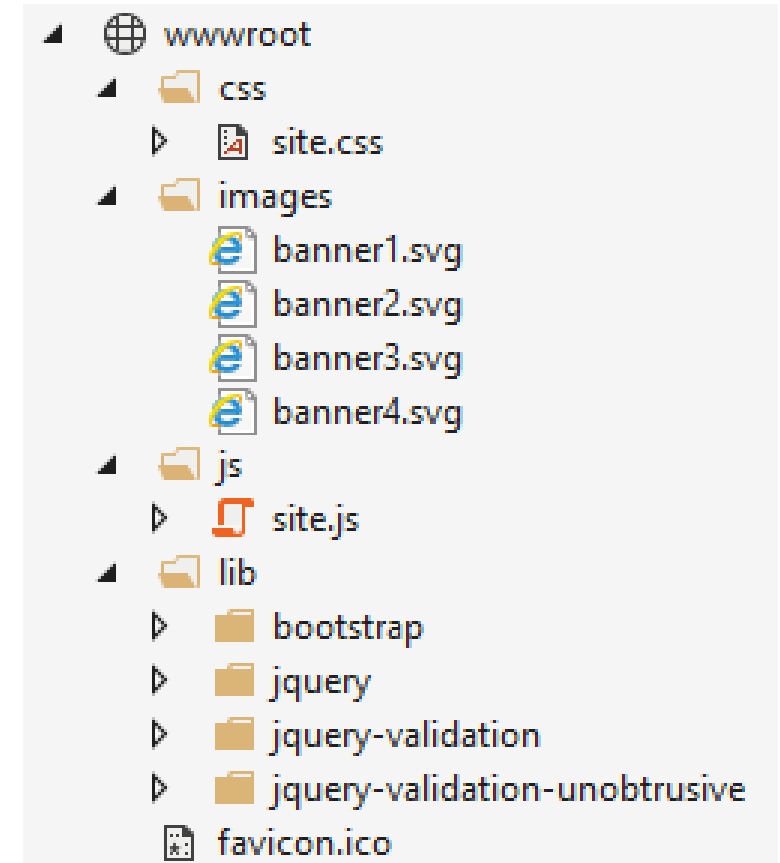 wwwroot
css
site.css
images
banner1.svg
banner2.svg
banner3.svg
banner4.svg
js
site.js
lib
bootstrap
jquery
jquery-validation
jquery-validation-unobtrusive
favicon.ico